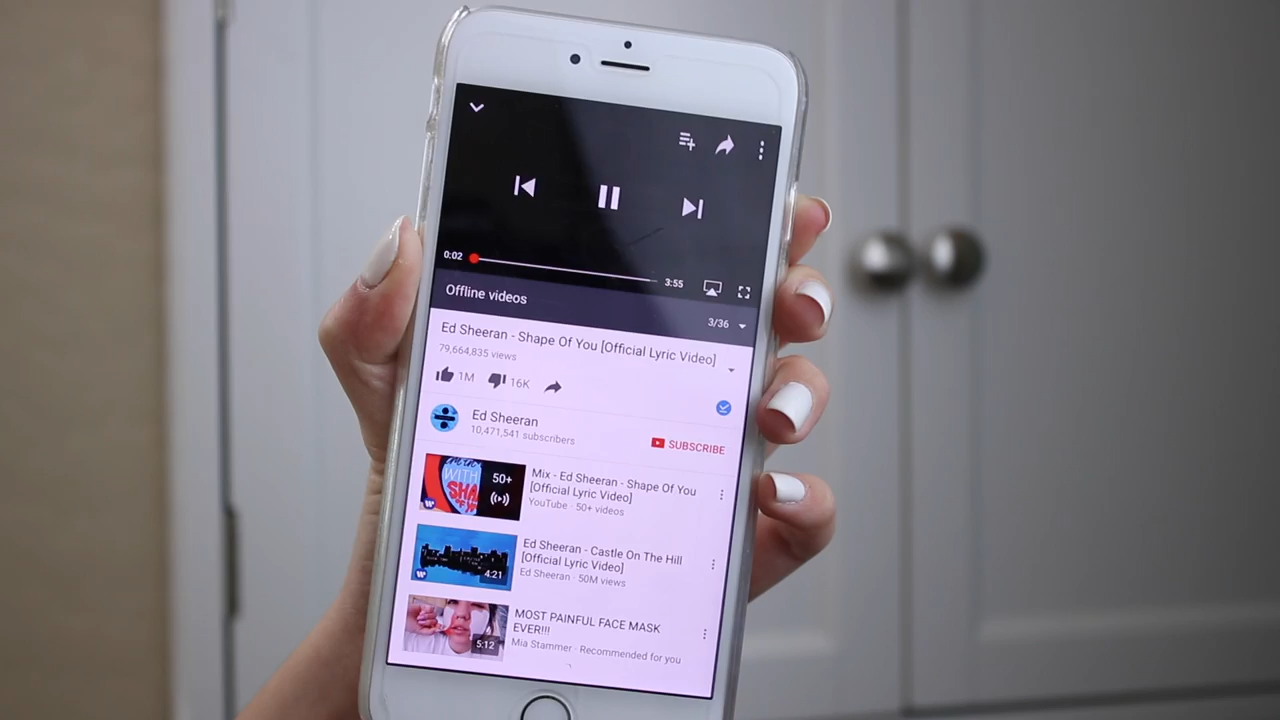 0:02
3:55
Offline videos
3/36
Ed Sheeran - Shape Of You [Official Lyric Video]
79,664,835 views
1M
16K
Ed Sheeran
10,471,541 subscribers
SUBSCRIBE
WITH
SHA
50+
Mix - Ed Sheeran - Shape Of You
[Official Lyric Video]
YouTube · 50+ videos
4:21
Ed Sheeran - Castle On The Hill
[Official Lyric Video]
Ed Sheeran · 50M views
5:12
MOST PAINFUL FACE MASK
EVER!!!
Mia Stammer · Recommended for you